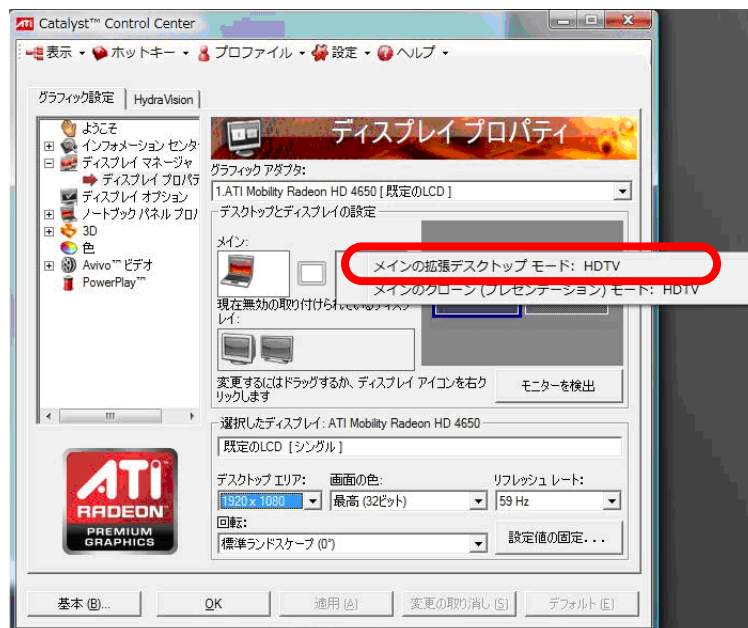 ATI Catalyst™ Control Center
表示 ホットキー プロファイル 設定 ヘルプ
グラフィック設定 HydraVision
ようこそ
インフォメーション センタ
ディスプレイ マネージャ
ディスプレイ プロパテ
ディスプレイ オプション
ノートブック パネル プロ
3D
色
Avivo™ ビデオ
PowerPlay™
ディスプレイ プロパティ
グラフィック アダプタ:
1.ATI Mobility Radeon HD 4650 [ 既定のLCD ]
デスクトップとディスプレイの設定
メイン:
メインの拡張デスクトップ モード: HDTV
メインのクローン (プレゼンテーション) モード: HDTV
現在無効の取り付けられているディスプ
レイ:
変更するにはドラッグするか、ディスプレイ アイコンを右ク
リックします
モニターを検出
選択したディスプレイ: ATI Mobility Radeon HD 4650
既定のLCD [シングル]
デスクトップ エリア: 画面の色: リフレッシュ レート:
1920 x 1080 最高 (32ビット) 59 Hz
回転:
標準ランドスケープ (0°)
設定値の固定...
ATI
RADEON
PREMIUM
GRAPHICS
基本 (B)... OK 適用 (A) 変更の取り消し (S) デフォルト (E)